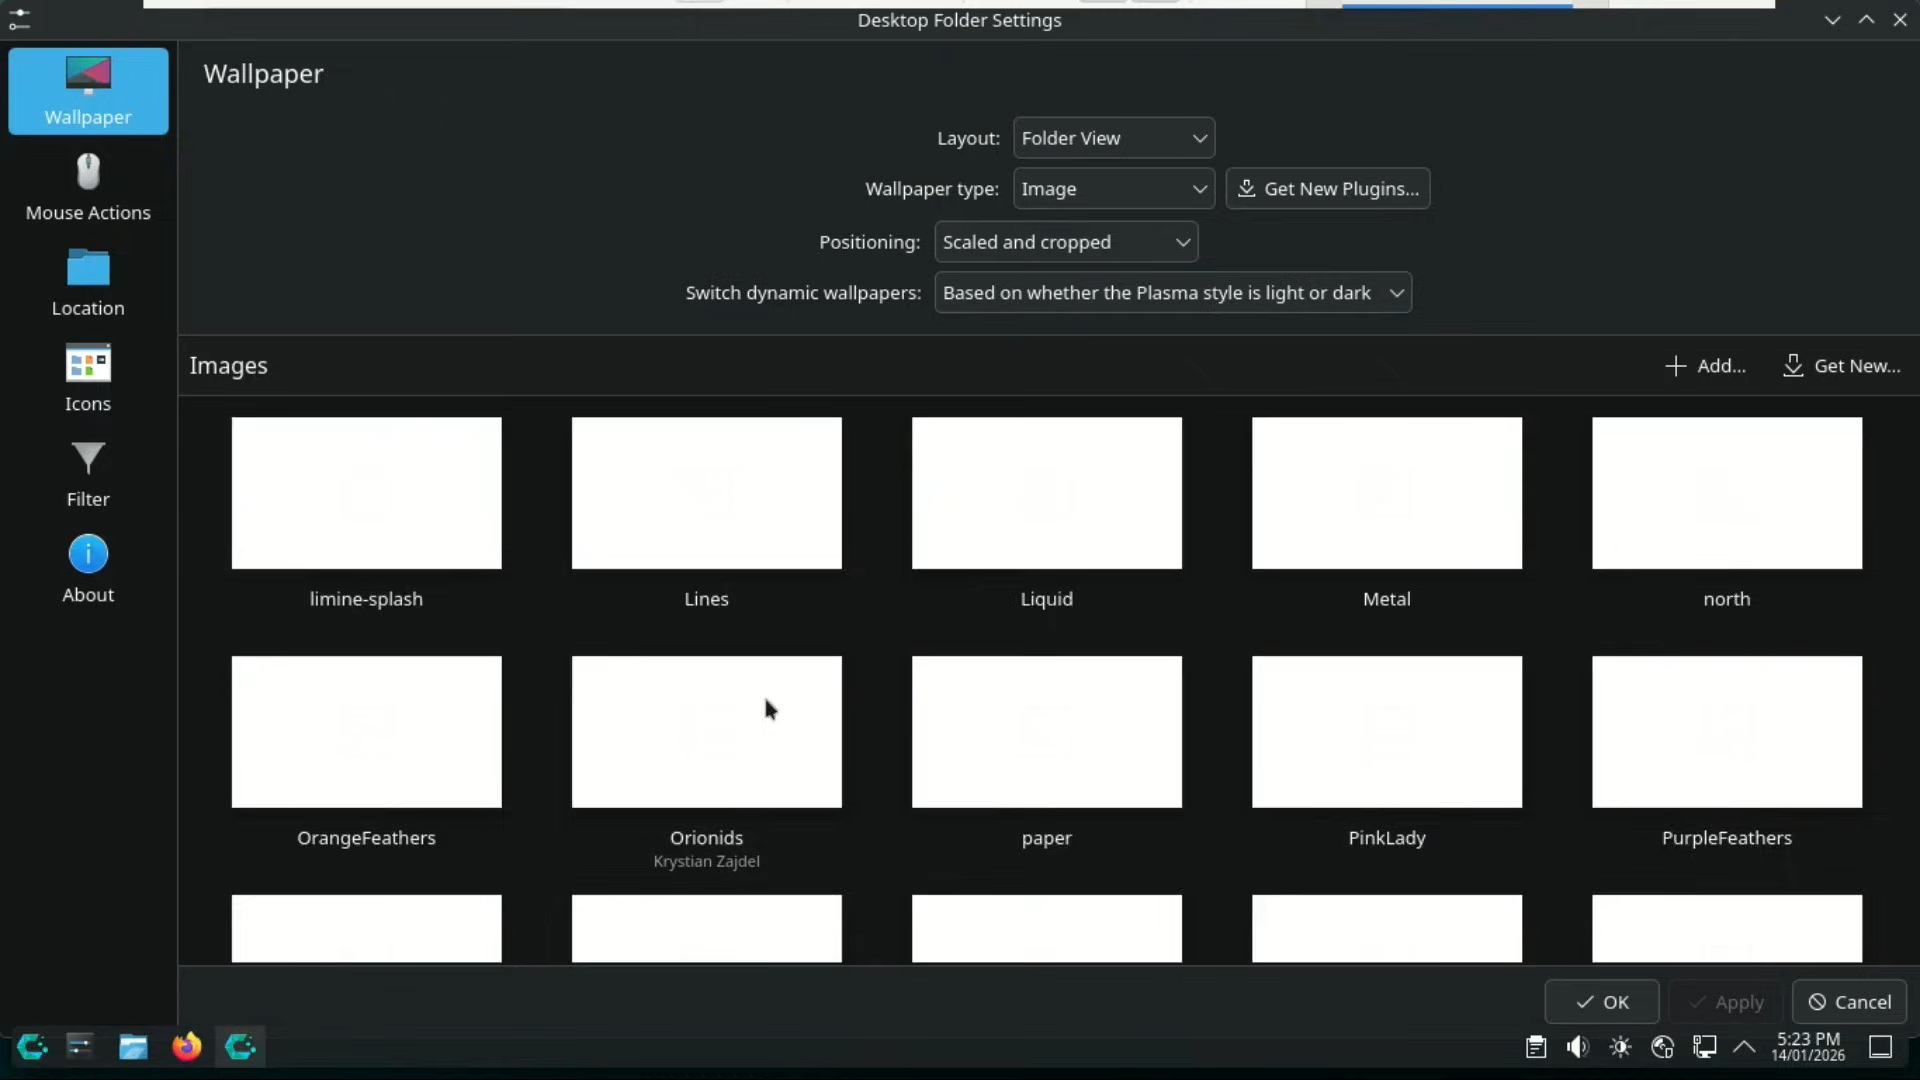 Desktop Folder Settings
Wallpaper
Mouse Actions
Location
Icons
Filter
About
Wallpaper
Layout: Folder View
Wallpaper type: Image Get New Plugins...
Positioning: Scaled and cropped
Switch dynamic wallpapers: Based on whether the Plasma style is light or dark
Images Add... Get New...
limine-splash Lines Liquid Metal north
OrangeFeathers Orionids paper PinkLady PurpleFeathers
Krystian Zajdel
OK Apply Cancel
5:23 PM
14/01/2026